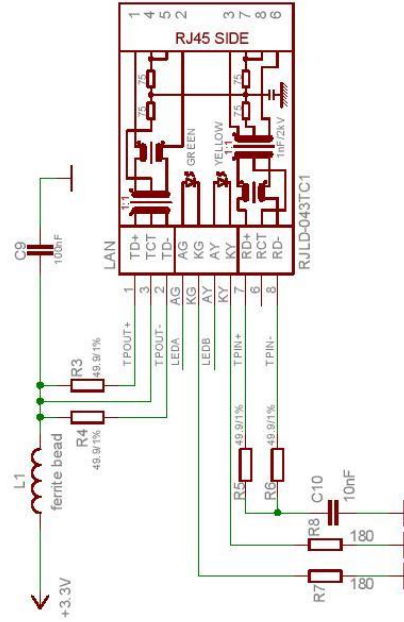 1
4
5
2
3
7
8
6
RJ45 SIDE
75
75
75
75
GREEN
YELLOW
1:1
1:1
1nF/2kV
LAN
TD+
TCT
TD-
AG
KG
AY
KY
RD+
RCT
RD-
RJLD-043TC1
1
3
2
AG
KG
AY
KY
7
6
8
TPOUT+
TPOUT-
LEDA
LEDB
TPIN+
TPIN-
C9
100nF
R3
49.9/1%
R4
49.9/1%
L1
ferrite bead
+3.3V
49.9/1%
R5
49.9/1%
R6
C10
10nF
R8
180
R7
180